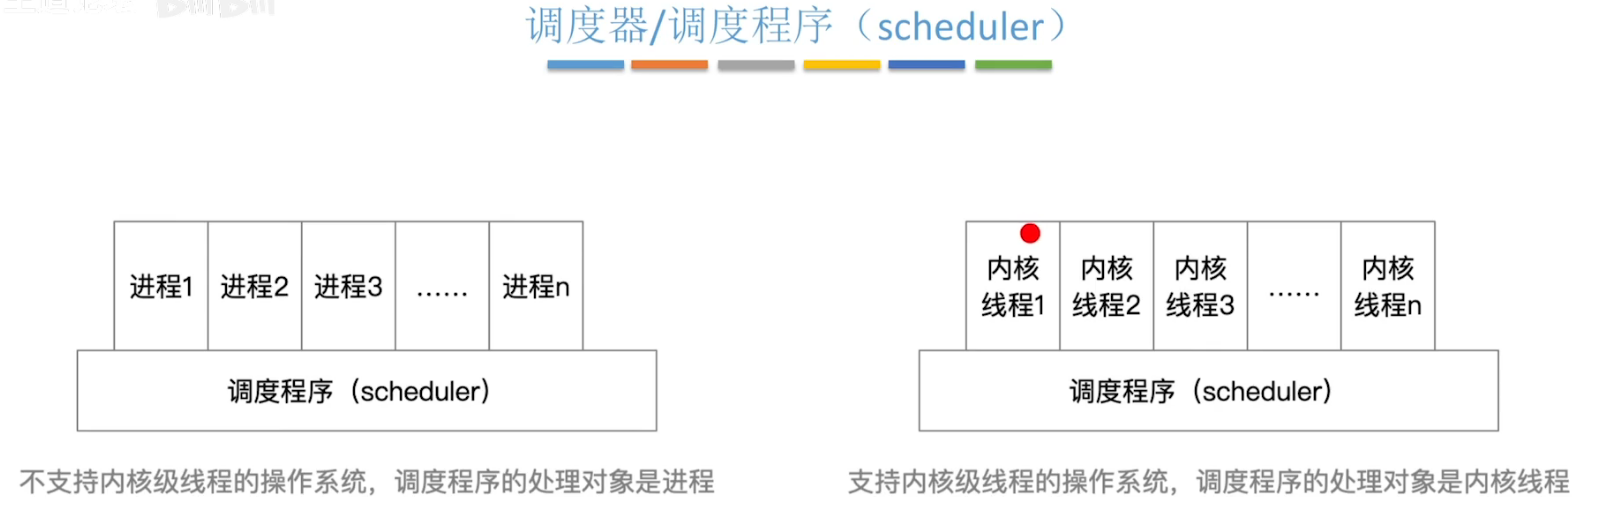 调度器/调度程序（scheduler）
进程1
进程2
进程3
……
进程n
调度程序（scheduler）
不支持内核级线程的操作系统，调度程序的处理对象是进程
内核
线程1
内核
线程2
内核
线程3
……
内核
线程n
调度程序（scheduler）
支持内核级线程的操作系统，调度程序的处理对象是内核线程